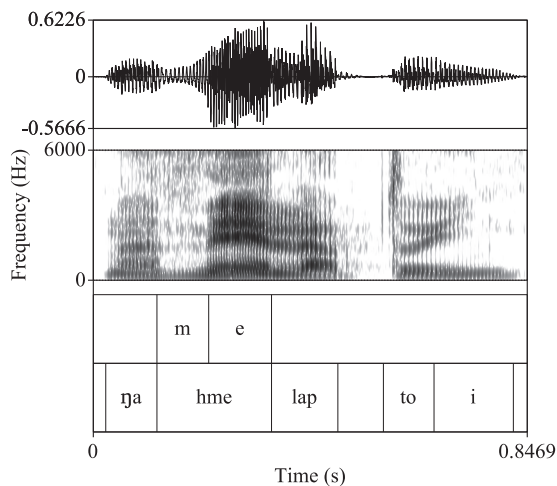 0.6226
0
-0.5666
6000
Frequency (Hz)
0
m e
ŋa hme lap to i
0 0.8469
Time (s)